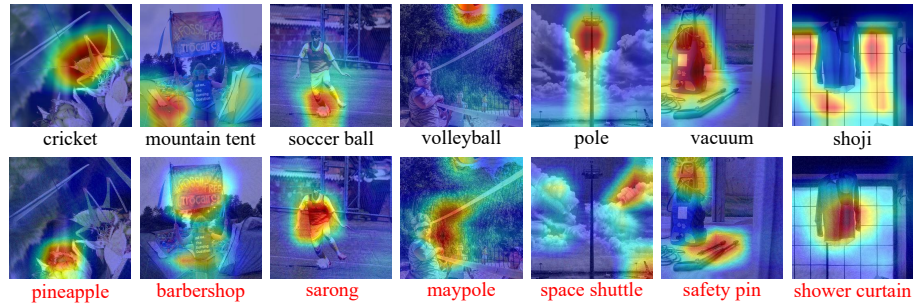 cricket
mountain tent
soccer ball
volleyball
pole
vacuum
shoji
pineapple
barbershop
sarong
maypole
space shuttle
safety pin
shower curtain